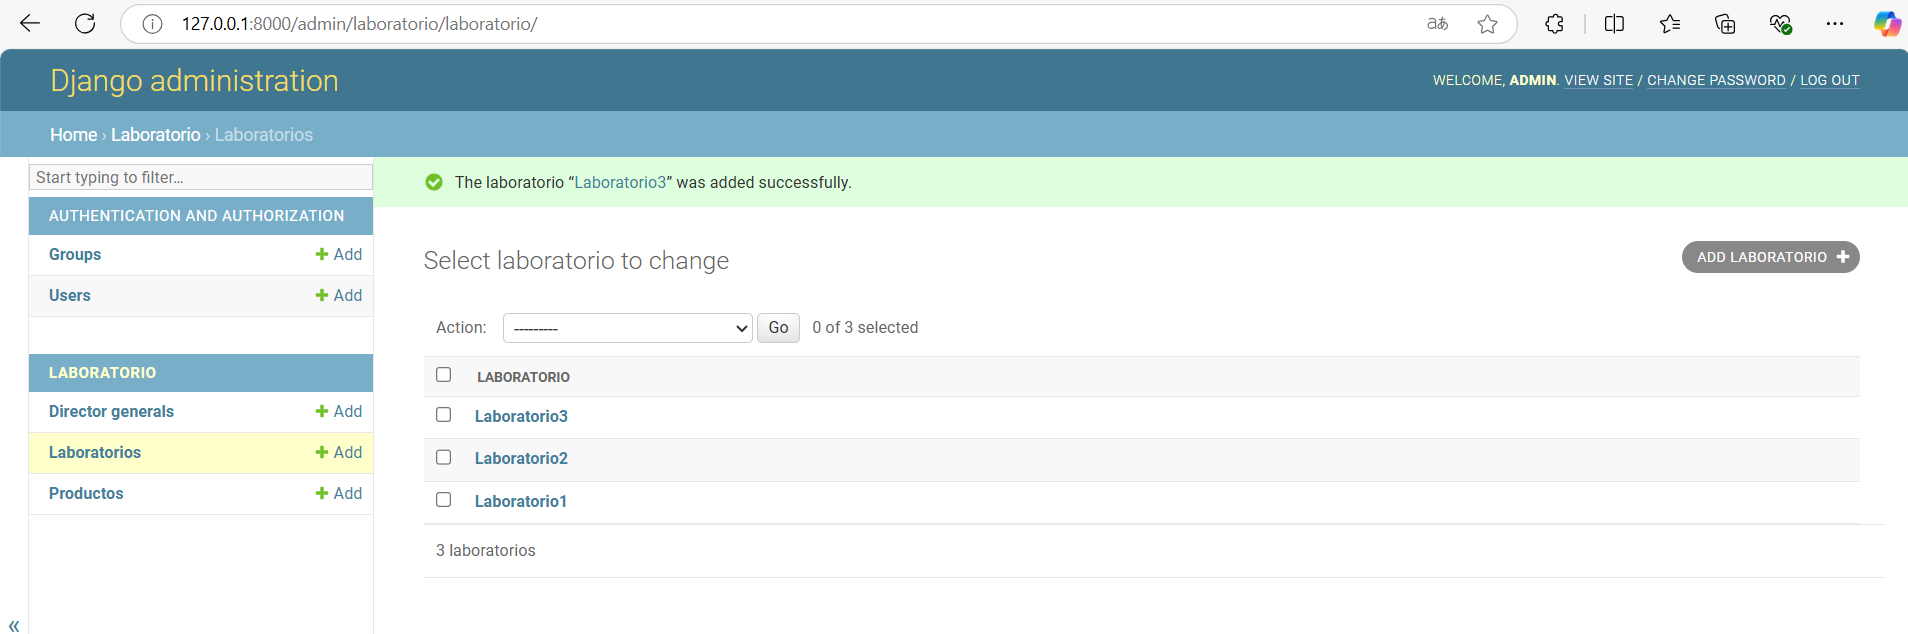 127.0.0.1:8000/admin/laboratorio/laboratorio/
aあ
Django administration
WELCOME, ADMIN. VIEW SITE / CHANGE PASSWORD / LOG OUT
Home › Laboratorio › Laboratorios
Start typing to filter...
The laboratorio “Laboratorio3” was added successfully.
AUTHENTICATION AND AUTHORIZATION
Groups + Add
Users + Add
LABORATORIO
Director generals + Add
Laboratorios + Add
Productos + Add
«
Select laboratorio to change
ADD LABORATORIO +
Action: --------- Go 0 of 3 selected
LABORATORIO
Laboratorio3
Laboratorio2
Laboratorio1
3 laboratorios